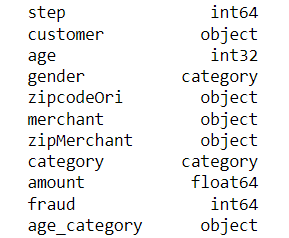 step int64
customer object
age int32
gender category
zipcodeOri object
merchant object
zipMerchant object
category category
amount float64
fraud int64
age_category object